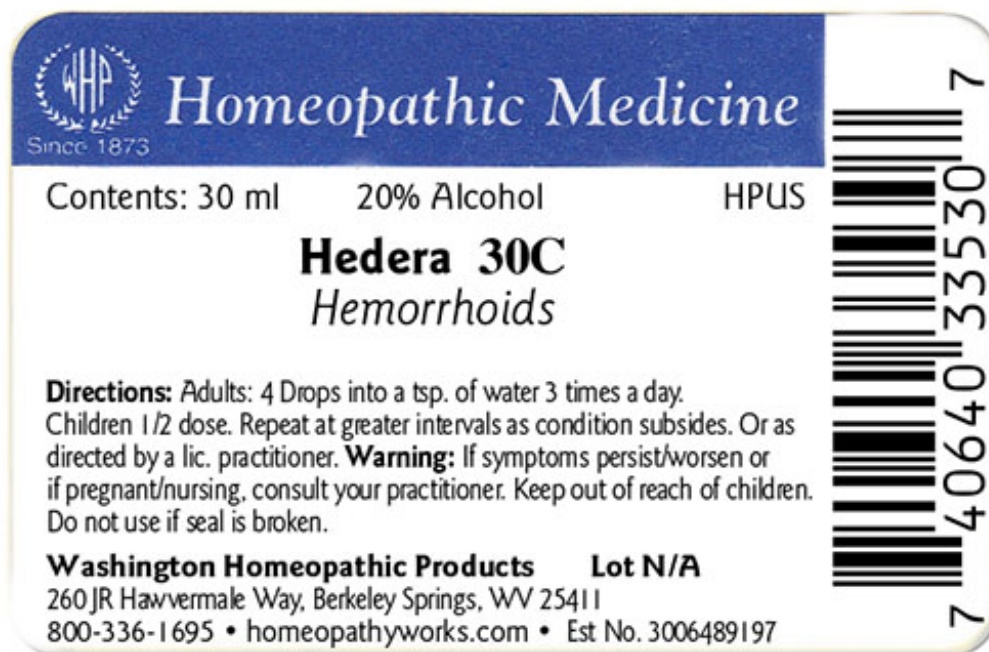 WHP
Since 1873
Homeopathic Medicine
Contents: 30 ml 20% Alcohol HPUS
Hedera 30C
Hemorrhoids
Directions: Adults: 4 Drops into a tsp. of water 3 times a day.
Children 1/2 dose. Repeat at greater intervals as condition subsides. Or as
directed by a lic. practitioner. Warning: If symptoms persist/worsen or
if pregnant/nursing, consult your practitioner. Keep out of reach of children.
Do not use if seal is broken.
Washington Homeopathic Products Lot N/A
260 JR Hawvermale Way, Berkeley Springs, WV 25411
800-336-1695 • homeopathyworks.com • Est No. 3006489197
7 40640 33530 7